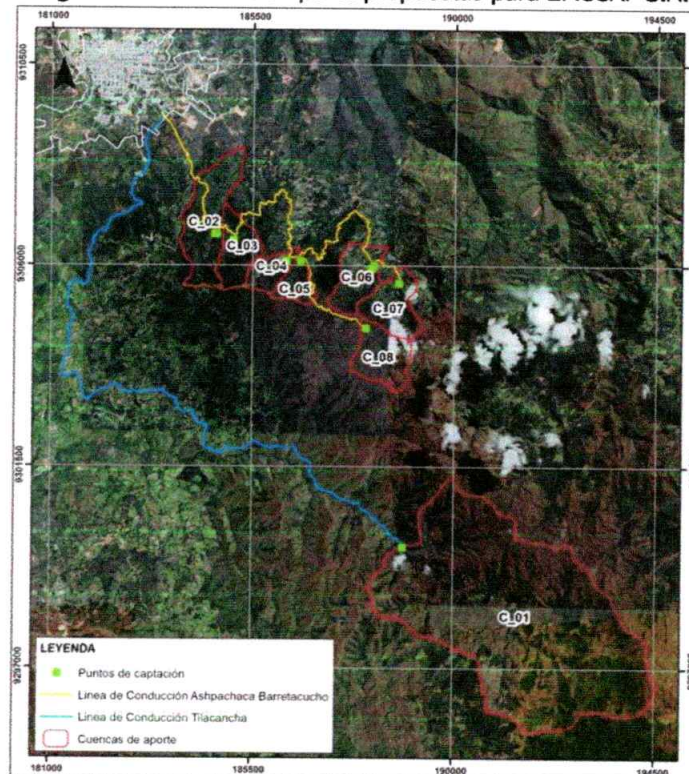 para
181000 185500 190000 194500
9310500
9306000
9301500
9297000
C_02
C_03
C_04
C_05
C_06
C_07
C_08
C_01
LEYENDA
Puntos de captación
Linea de Conducción Ashpachaca Barretacucho
Linea de Conducción Tilacancha
Cuencas de aporte
181000 185500 190000 194500